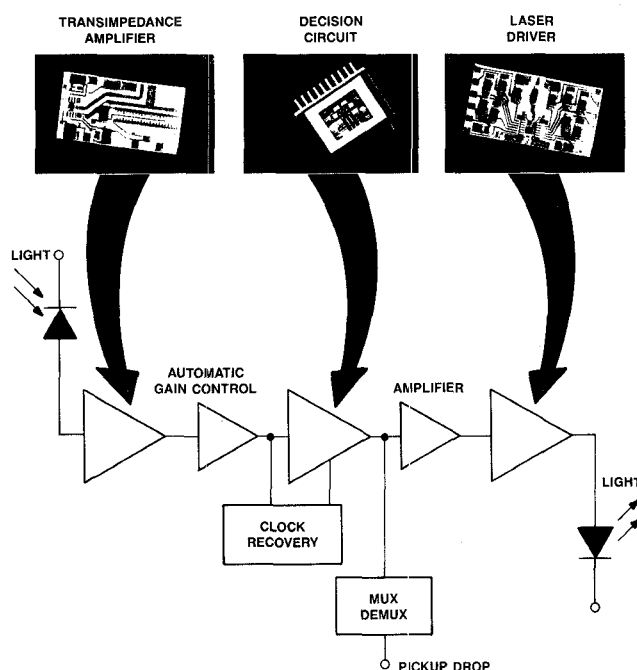 TRANSIMPEDANCE
AMPLIFIER
DECISION
CIRCUIT
LASER
DRIVER
LIGHT
AUTOMATIC
GAIN CONTROL
AMPLIFIER
LIGHT
CLOCK
RECOVERY
MUX
DEMUX
PICKUP DROP